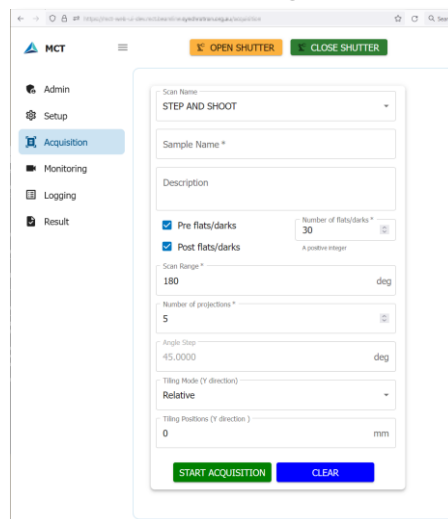 MCT
OPEN SHUTTER
CLOSE SHUTTER
Admin
Setup
Acquisition
Monitoring
Logging
Result
Scan Name
STEP AND SHOOT
Sample Name *
Description
Pre flats/darks
Number of flats/darks *
30
Post flats/darks
A positive integer
Scan Range *
180 deg
Number of projections *
5
Angle Step
45.0000 deg
Tiling Mode (Y direction)
Relative
Tiling Positions (Y direction )
0 mm
START ACQUISITION
CLEAR